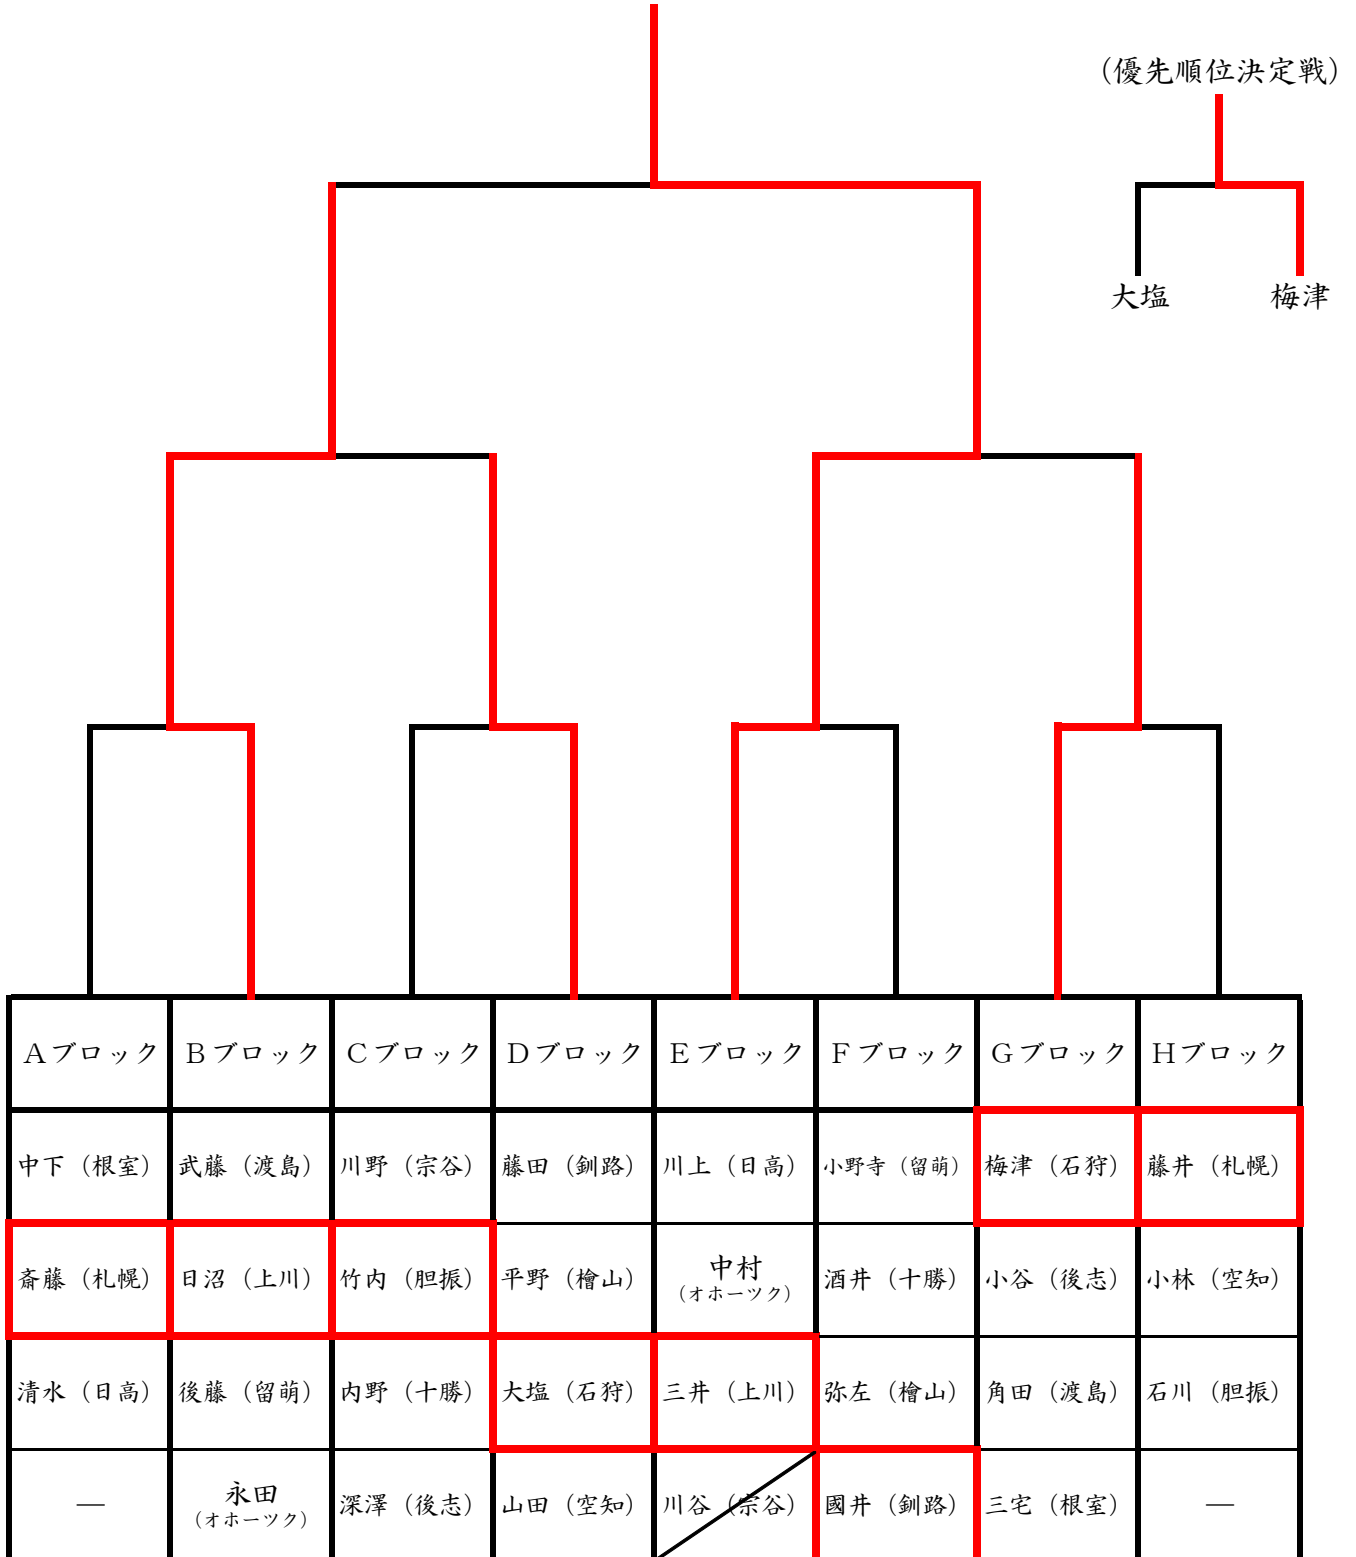 （優先順位決定戦）
大塩 梅津
Ａブロック Ｂブロック Ｃブロック Ｄブロック Ｅブロック Ｆブロック Ｇブロック Ｈブロック
中下（根室） 武藤（渡島） 川野（宗谷） 藤田（釧路） 川上（日高） 小野寺（留萌） 梅津（石狩） 藤井（札幌）
斎藤（札幌） 日沼（上川） 竹内（胆振） 平野（檜山） 中村（オホーツク） 酒井（十勝） 小谷（後志） 小林（空知）
清水（日高） 後藤（留萌） 内野（十勝） 大塩（石狩） 三井（上川） 弥左（檜山） 角田（渡島） 石川（胆振）
― 永田（オホーツク） 深澤（後志） 山田（空知） 川谷（宗谷） 國井（釧路） 三宅（根室） ―